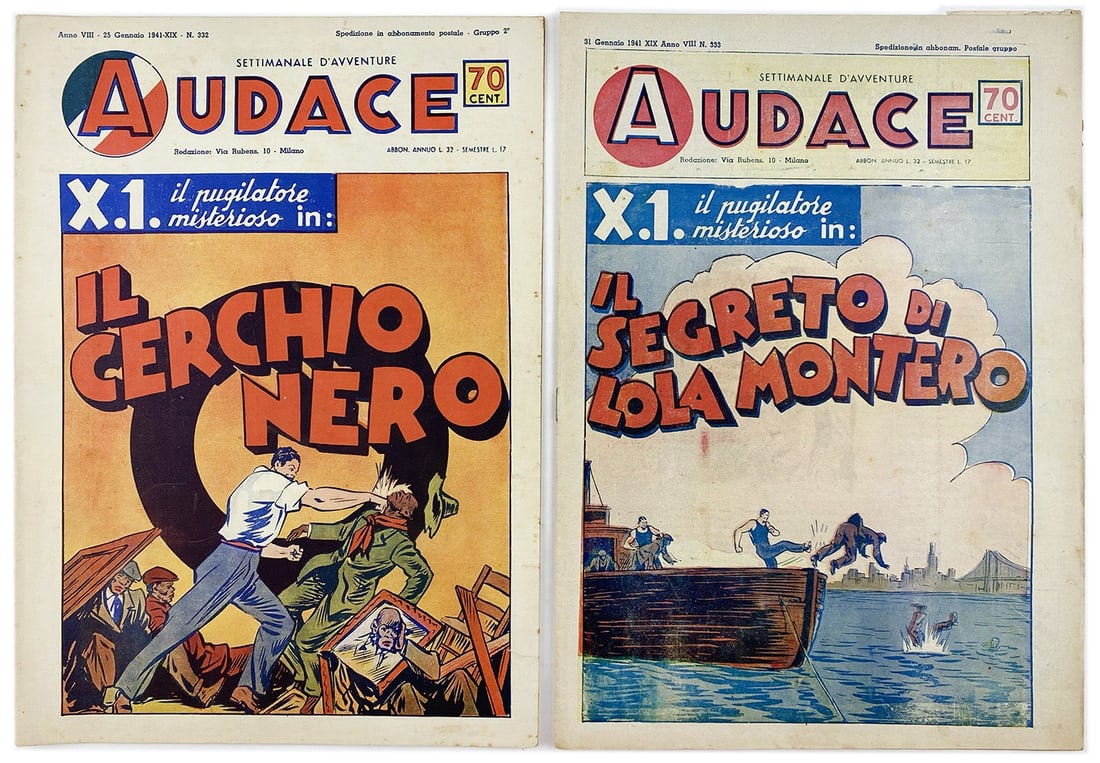 Anno VIII - 25 Gennaio 1941-XIX - N. 332
Spedizione in abbonamento postale - Gruppo 2°
SETTIMANALE D'AVVENTURE
AUDACE
70
CENT.
Redazione: Via Rubens, 10 - Milano
ABBON. ANNUO L. 32 - SEMESTRE L. 17
X.1. il pugilatore
misterioso in:
IL
CERCHIO
NERO
31 Gennaio 1941 XIX Anno VIII N. 333
Spedizione in abbonam. Postale gruppo
SETTIMANALE D'AVVENTURE
AUDACE
70
CENT.
Redazione: Via Rubens, 10 - Milano
ABBON. ANNUO L. 32 - SEMESTRE L. 17
X.1. il pugilatore
misterioso in:
IL
SEGRETO DI
LOLA MONTERO